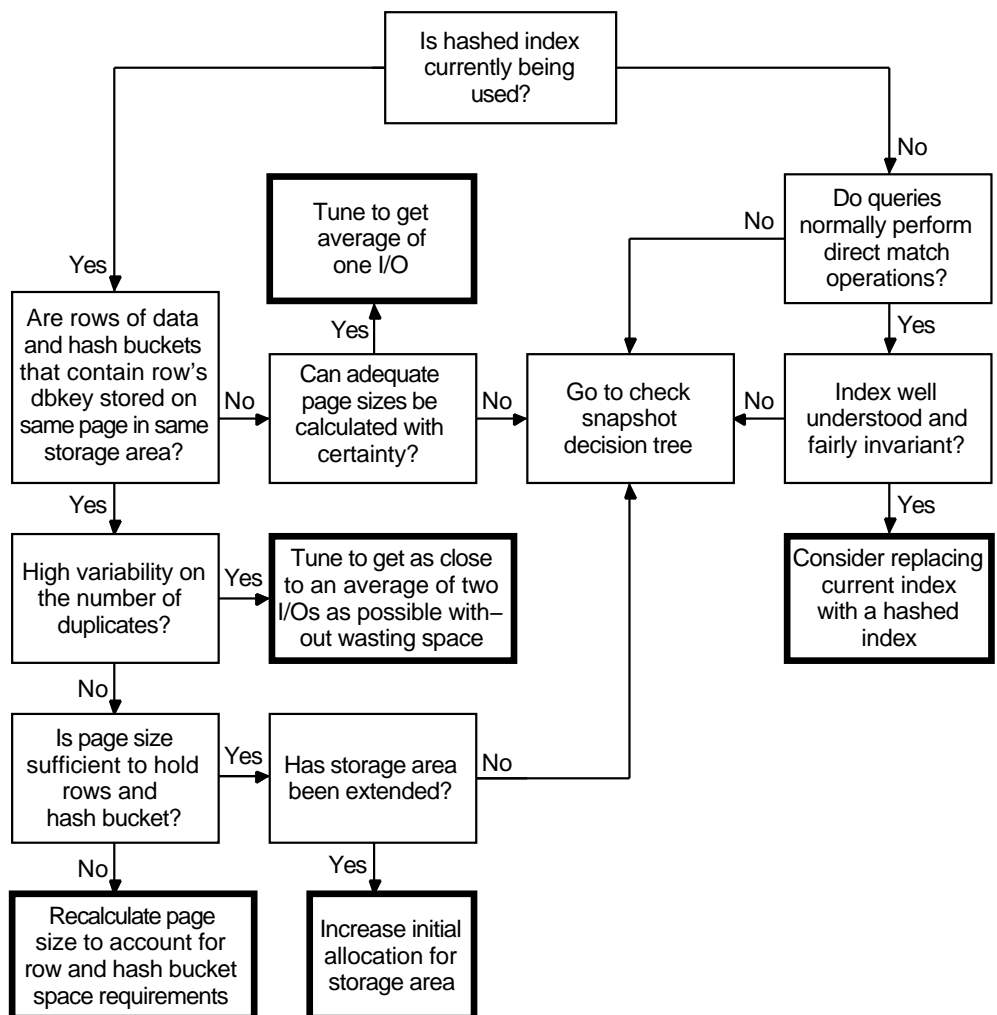 Is hashed index
currently being
used?
No
Yes
Tune to get
average of
one I/O
Do queries
normally perform
direct match
operations?
No
Yes
Are rows of data
and hash buckets
that contain row's
dbkey stored on
same page in same
storage area?
No
Yes
Can adequate
page sizes be
calculated with
certainty?
No
Go to check
snapshot
decision tree
No
Index well
understood and
fairly invariant?
Yes
Yes
High variability on
the number of
duplicates?
Yes
Tune to get as close
to an average of two
I/Os as possible with–
out wasting space
Consider replacing
current index
with a hashed
index
No
Is page size
sufficient to hold
rows and
hash bucket?
Yes
Has storage area
been extended?
No
No
Yes
Recalculate page
size to account for
row and hash bucket
space requirements
Increase initial
allocation for
storage area